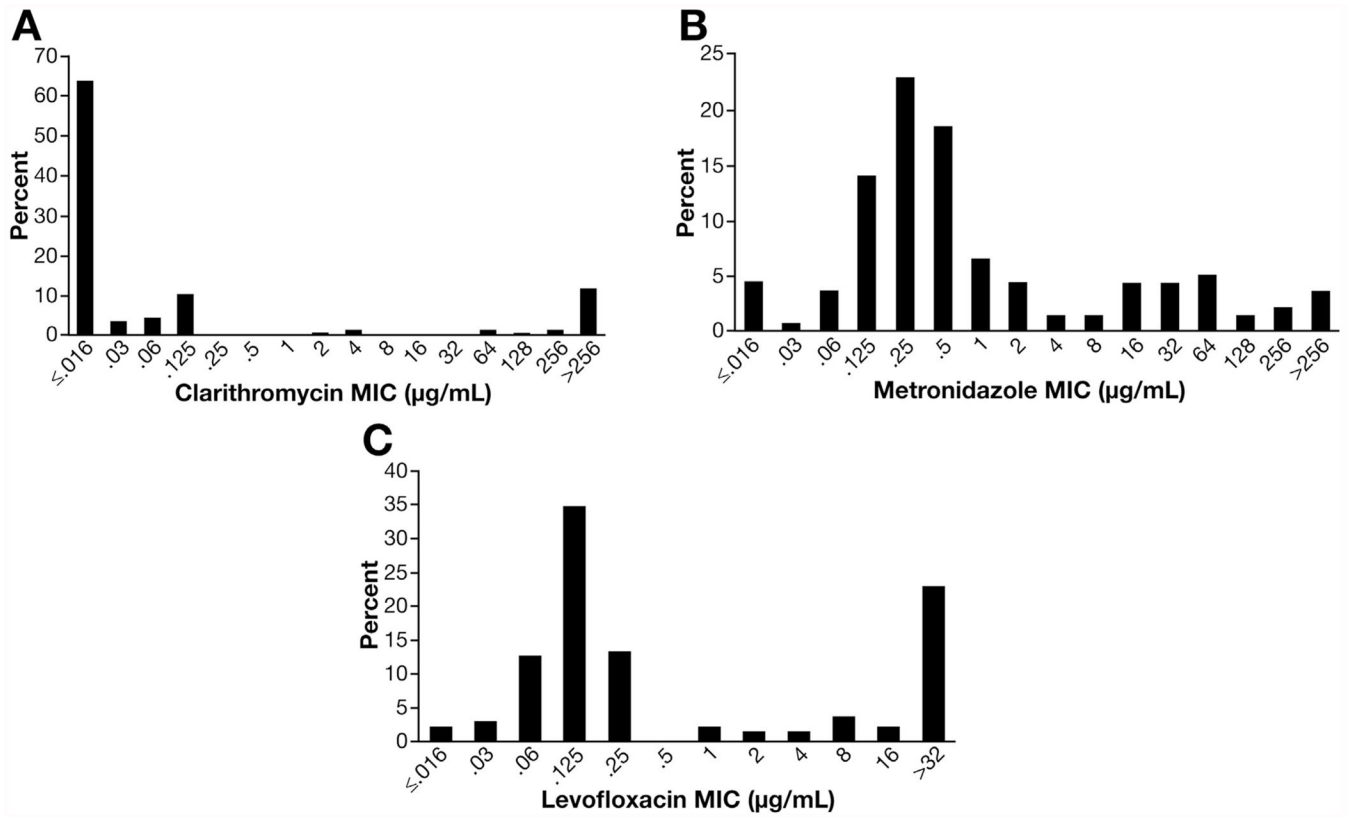 A
Percent
70
60
50
40
30
20
10
0
≤.016 .03 .06 .125 .25 .5 1 2 4 8 16 32 64 128 256 >256
Clarithromycin MIC (µg/mL)
B
Percent
25
20
15
10
5
0
≤.016 .03 .06 .125 .25 .5 1 2 4 8 16 32 64 128 256 >256
Metronidazole MIC (µg/mL)
C
Percent
40
35
30
25
20
15
10
5
0
≤.016 .03 .06 .125 .25 .5 1 2 4 8 16 >32
Levofloxacin MIC (µg/mL)